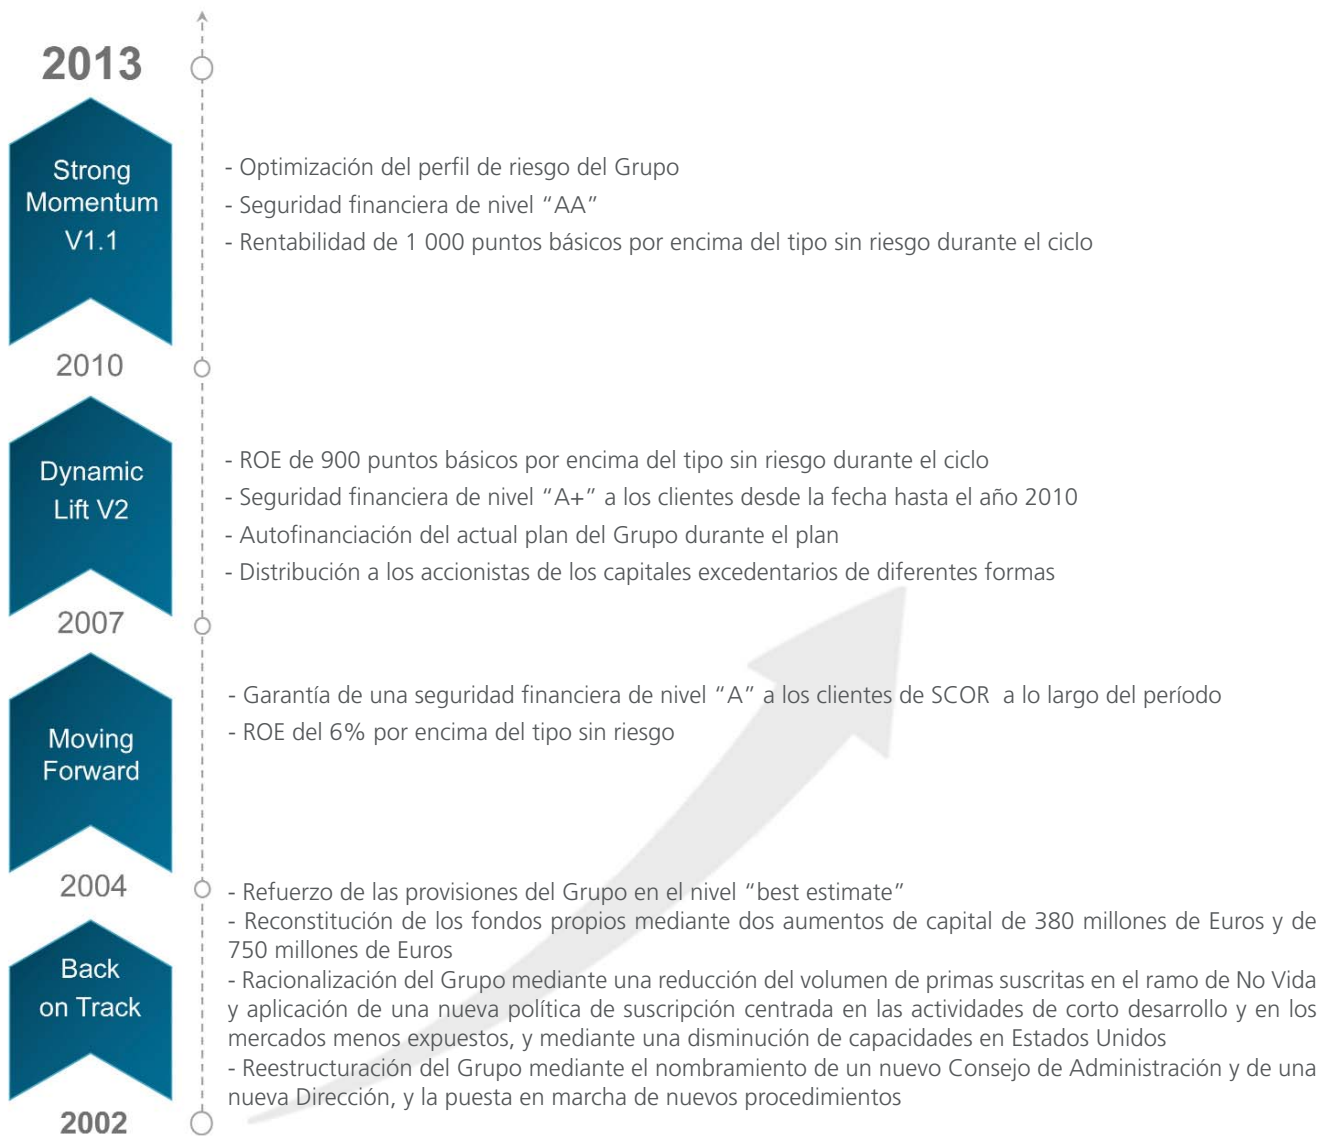 2013
Strong
Momentum
V1.1
- Optimización del perfil de riesgo del Grupo
- Seguridad financiera de nivel “AA”
- Rentabilidad de 1 000 puntos básicos por encima del tipo sin riesgo durante el ciclo
2010
Dynamic
Lift V2
- ROE de 900 puntos básicos por encima del tipo sin riesgo durante el ciclo
- Seguridad financiera de nivel “A+” a los clientes desde la fecha hasta el año 2010
- Autofinanciación del actual plan del Grupo durante el plan
- Distribución a los accionistas de los capitales excedentarios de diferentes formas
2007
Moving
Forward
- Garantía de una seguridad financiera de nivel “A” a los clientes de SCOR a lo largo del período
- ROE del 6% por encima del tipo sin riesgo
2004
Back
on Track
- Refuerzo de las provisiones del Grupo en el nivel “best estimate”
- Reconstitución de los fondos propios mediante dos aumentos de capital de 380 millones de Euros y de
750 millones de Euros
- Racionalización del Grupo mediante una reducción del volumen de primas suscritas en el ramo de No Vida
y aplicación de una nueva política de suscripción centrada en las actividades de corto desarrollo y en los
mercados menos expuestos, y mediante una disminución de capacidades en Estados Unidos
- Reestructuración del Grupo mediante el nombramiento de un nuevo Consejo de Administración y de una
nueva Dirección, y la puesta en marcha de nuevos procedimientos
2002